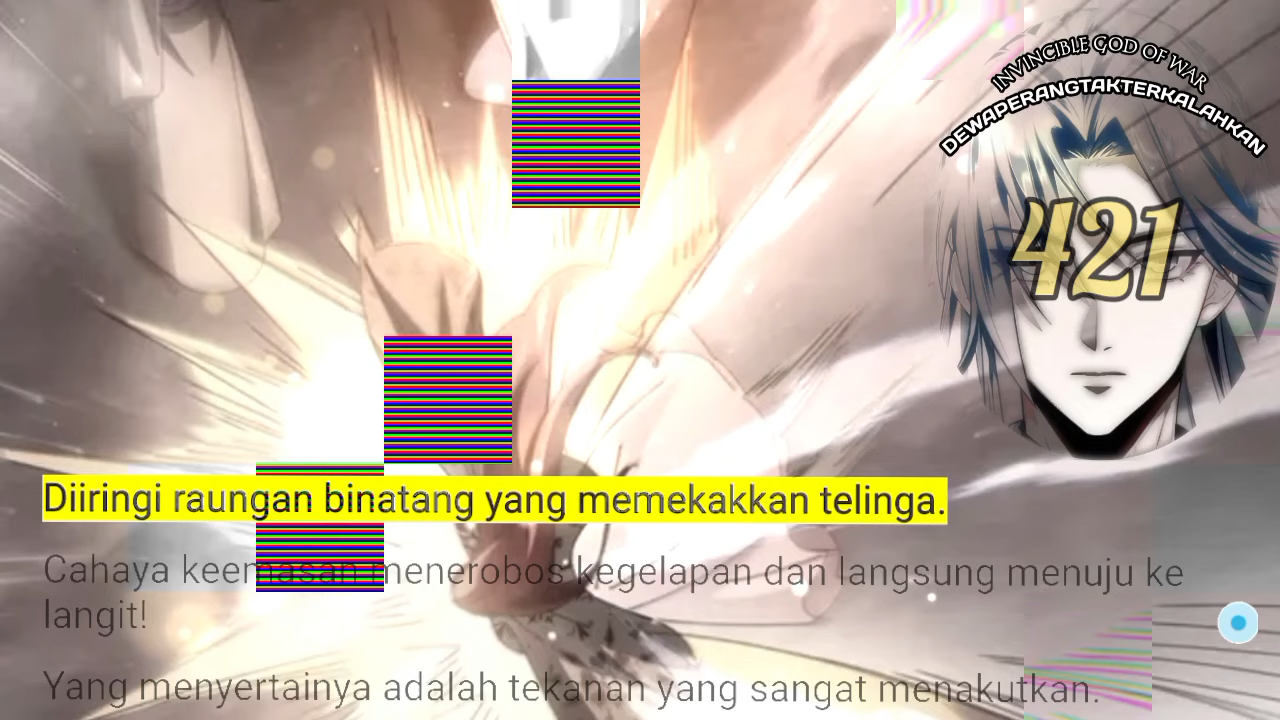 INVINCIBLE GOD OF WAR
DEWAPERANGTAKTERKALAHKAN
421
Diiringi raungan binatang yang memekakkan telinga.
Cahaya keemasan menerobos kegelapan dan langsung menuju ke
langit!
Yang menyertainya adalah tekanan yang sangat menakutkan.